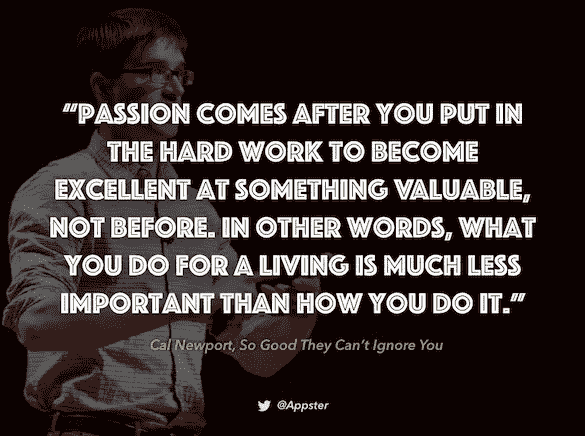 “PASSION COMES AFTER YOU PUT IN
THE HARD WORK TO BECOME
EXCELLENT AT SOMETHING VALUABLE,
NOT BEFORE. IN OTHER WORDS, WHAT
YOU DO FOR A LIVING IS MUCH LESS
IMPORTANT THAN HOW YOU DO IT.”
Cal Newport, So Good They Can’t Ignore You
@Appster